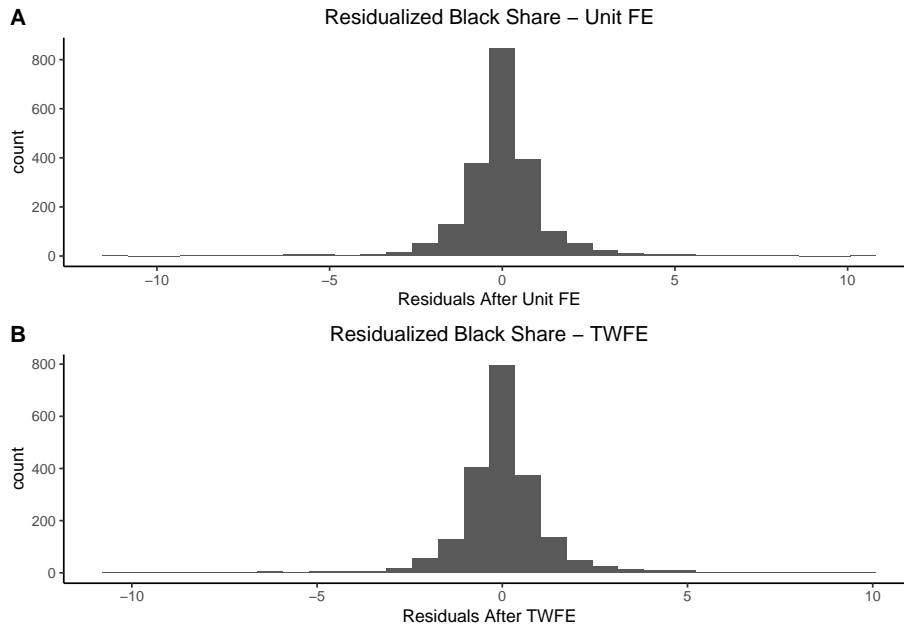 A
Residualized Black Share – Unit FE
800
600
400
200
0
count
−10
−5
0
5
10
Residuals After Unit FE
B
Residualized Black Share – TWFE
800
600
400
200
0
count
−10
−5
0
5
10
Residuals After TWFE